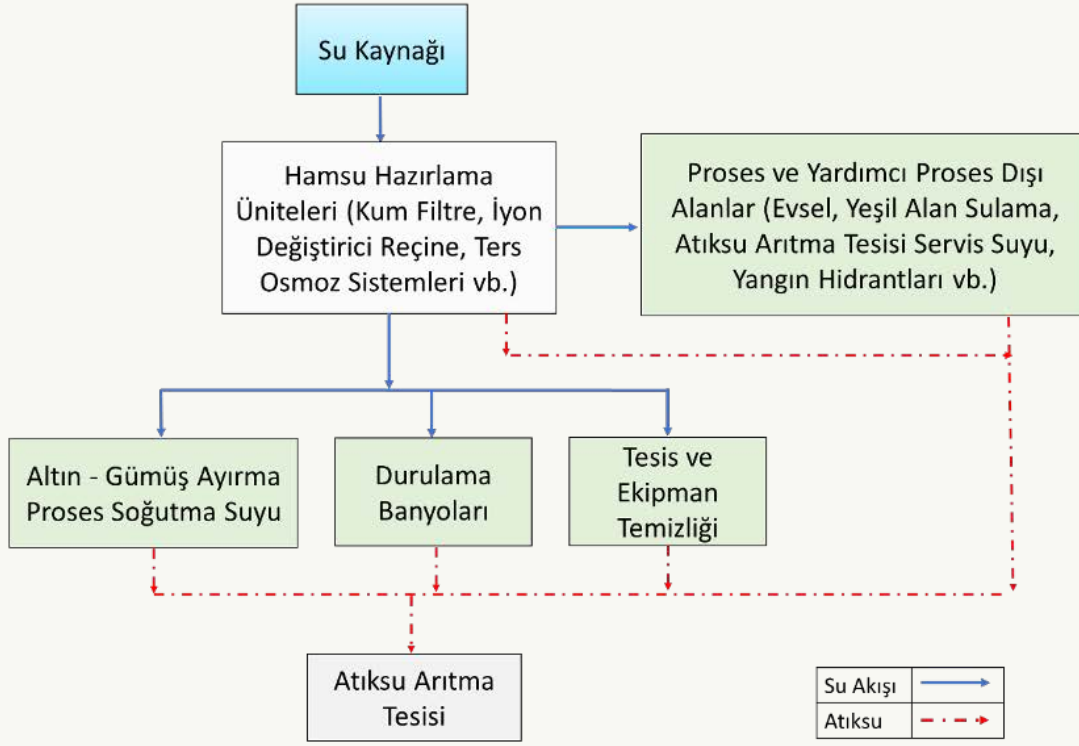 Su Kaynağı
Hamsu Hazırlama
Üniteleri (Kum Filtre, İyon
Değiştirici Reçine, Ters
Osmoz Sistemleri vb.)
Proses ve Yardımcı Proses Dışı
Alanlar (Evsel, Yeşil Alan Sulama,
Atıksu Arıtma Tesisi Servis Suyu,
Yangın Hidrantları vb.)
Altın - Gümüş Ayırma
Proses Soğutma Suyu
Durulama
Banyoları
Tesis ve
Ekipman
Temizliği
Atıksu Arıtma
Tesisi
Su Akışı
Atıksu